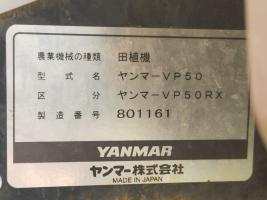 農業機械の種類 田植機
型式名 ヤンマーVP50
区分 ヤンマーVP50RX
製造番号 801161
YANMAR
ヤンマー株式会社
MADE IN JAPAN